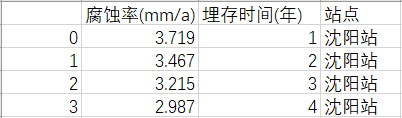 腐蚀率(mm/a) 埋存时间(年) 站点
0 3.719 1 沈阳站
1 3.467 2 沈阳站
2 3.215 3 沈阳站
3 2.987 4 沈阳站